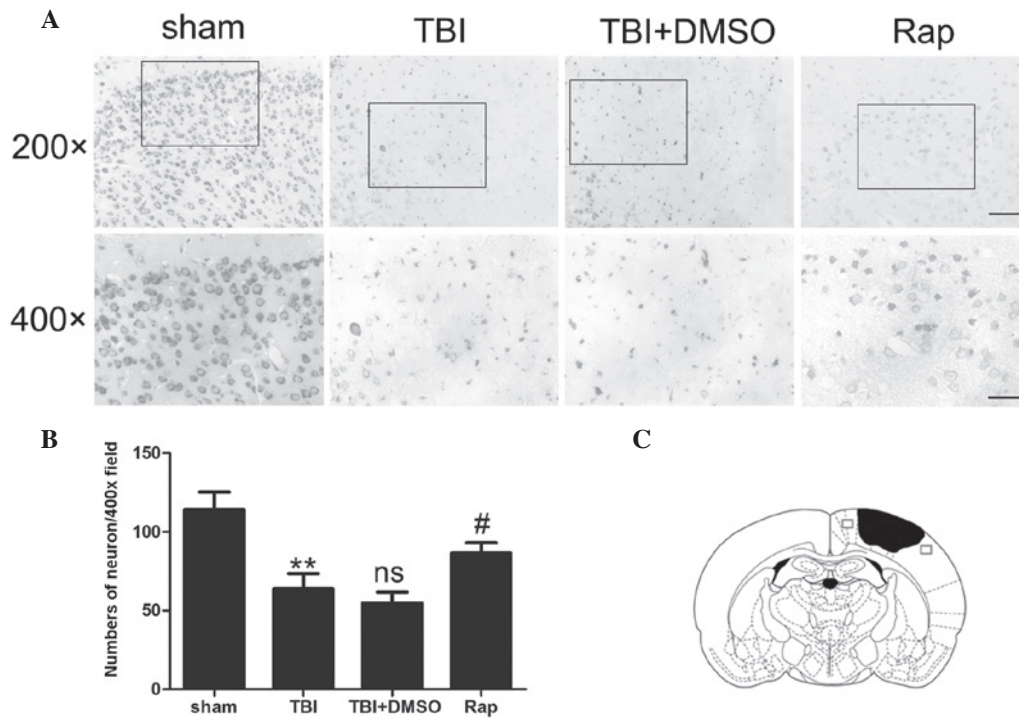 A
sham TBI TBI+DMSO Rap
200×
400×
B
C
Numbers of neuron/400x field
150
100
50
0
**
ns
#
sham TBI TBI+DMSO Rap